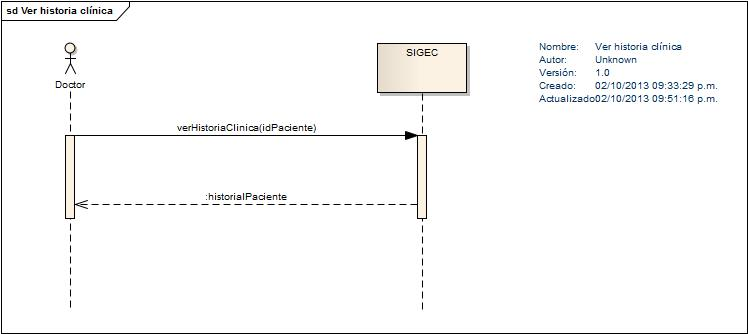 sd Ver historia clínica
Doctor
SIGEC
Nombre: Ver historia clínica
Autor: Unknown
Versión: 1.0
Creado: 02/10/2013 09:33:29 p.m.
Actualizado02/10/2013 09:51:16 p.m.
verHistoriaClinica(idPaciente)
:historialPaciente